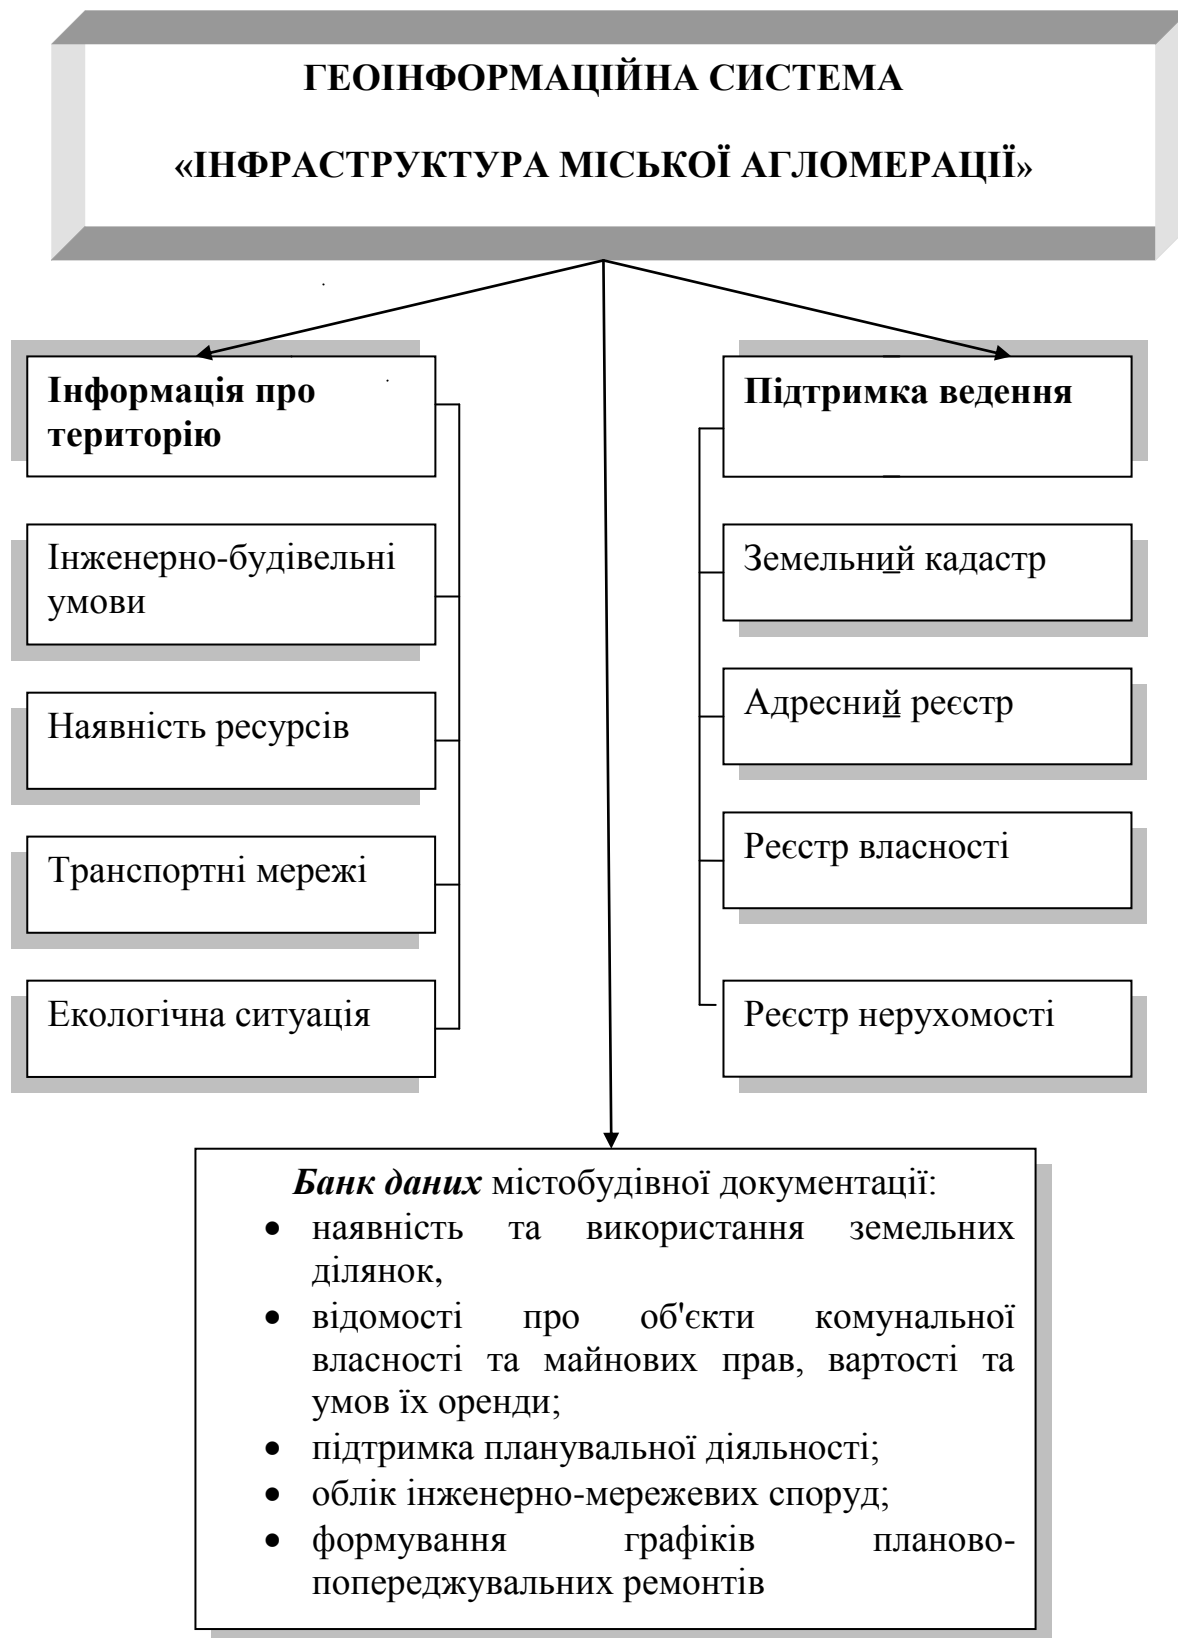 ГЕОІНФОРМАЦІЙНА СИСТЕМА
«ІНФРАСТРУКТУРА МІСЬКОЇ АГЛОМЕРАЦІЇ»
Інформація про
територію
Інженерно-будівельні
умови
Наявність ресурсів
Транспортні мережі
Екологічна ситуація
Підтримка ведення
Земельний кадастр
Адресний реєстр
Реєстр власності
Реєстр нерухомості
Банк даних містобудівної документації:
• наявність та використання земельних
ділянок,
• відомості про об'єкти комунальної
власності та майнових прав, вартості та
умов їх оренди;
• підтримка планувальної діяльності;
• облік інженерно-мережевих споруд;
• формування графіків планово-
попереджувальних ремонтів